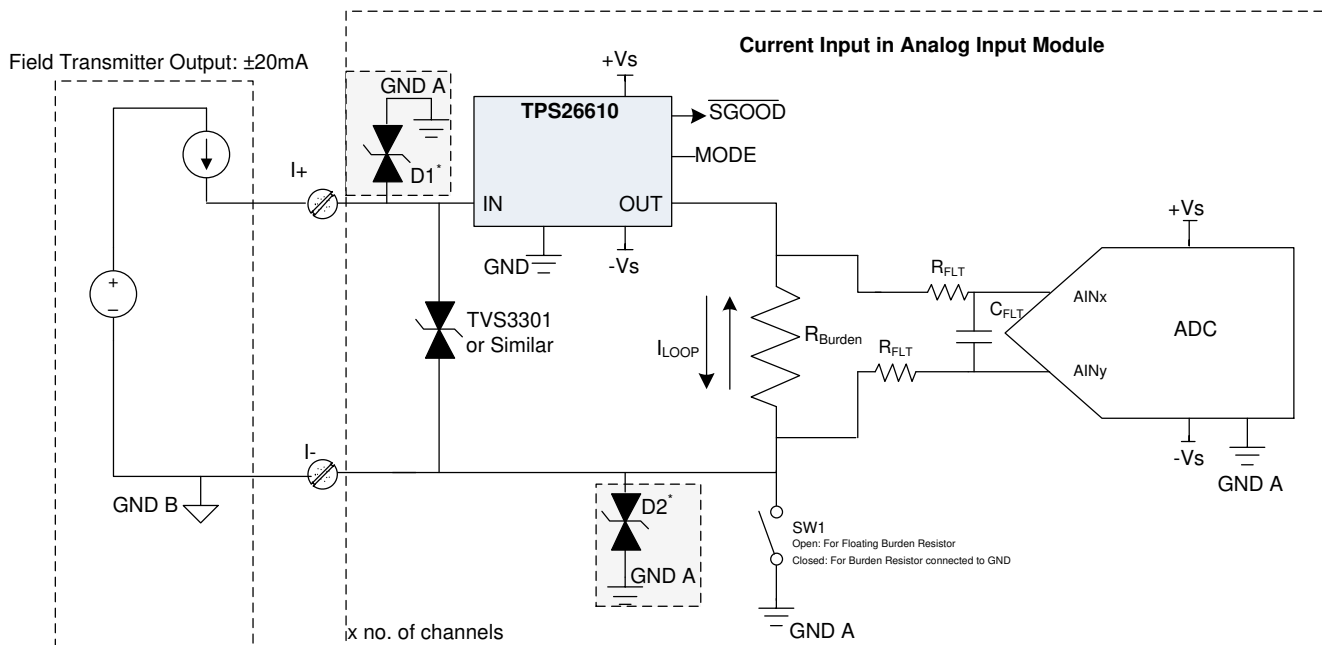 Current Input in Analog Input Module
Field Transmitter Output: ±20mA
+Vs
GND A
TPS26610
SGOOD
MODE
D1*
I+
IN
OUT
GND
-Vs
+Vs
RFLT
AINx
CFLT
ADC
+
–
TVS3301
or Similar
ILOOP
RBurden
RFLT
AINy
-Vs
GND A
I-
GND B
D2*
GND A
SW1
Open: For Floating Burden Resistor
Closed: For Burden Resistor connected to GND
GND A
x no. of channels